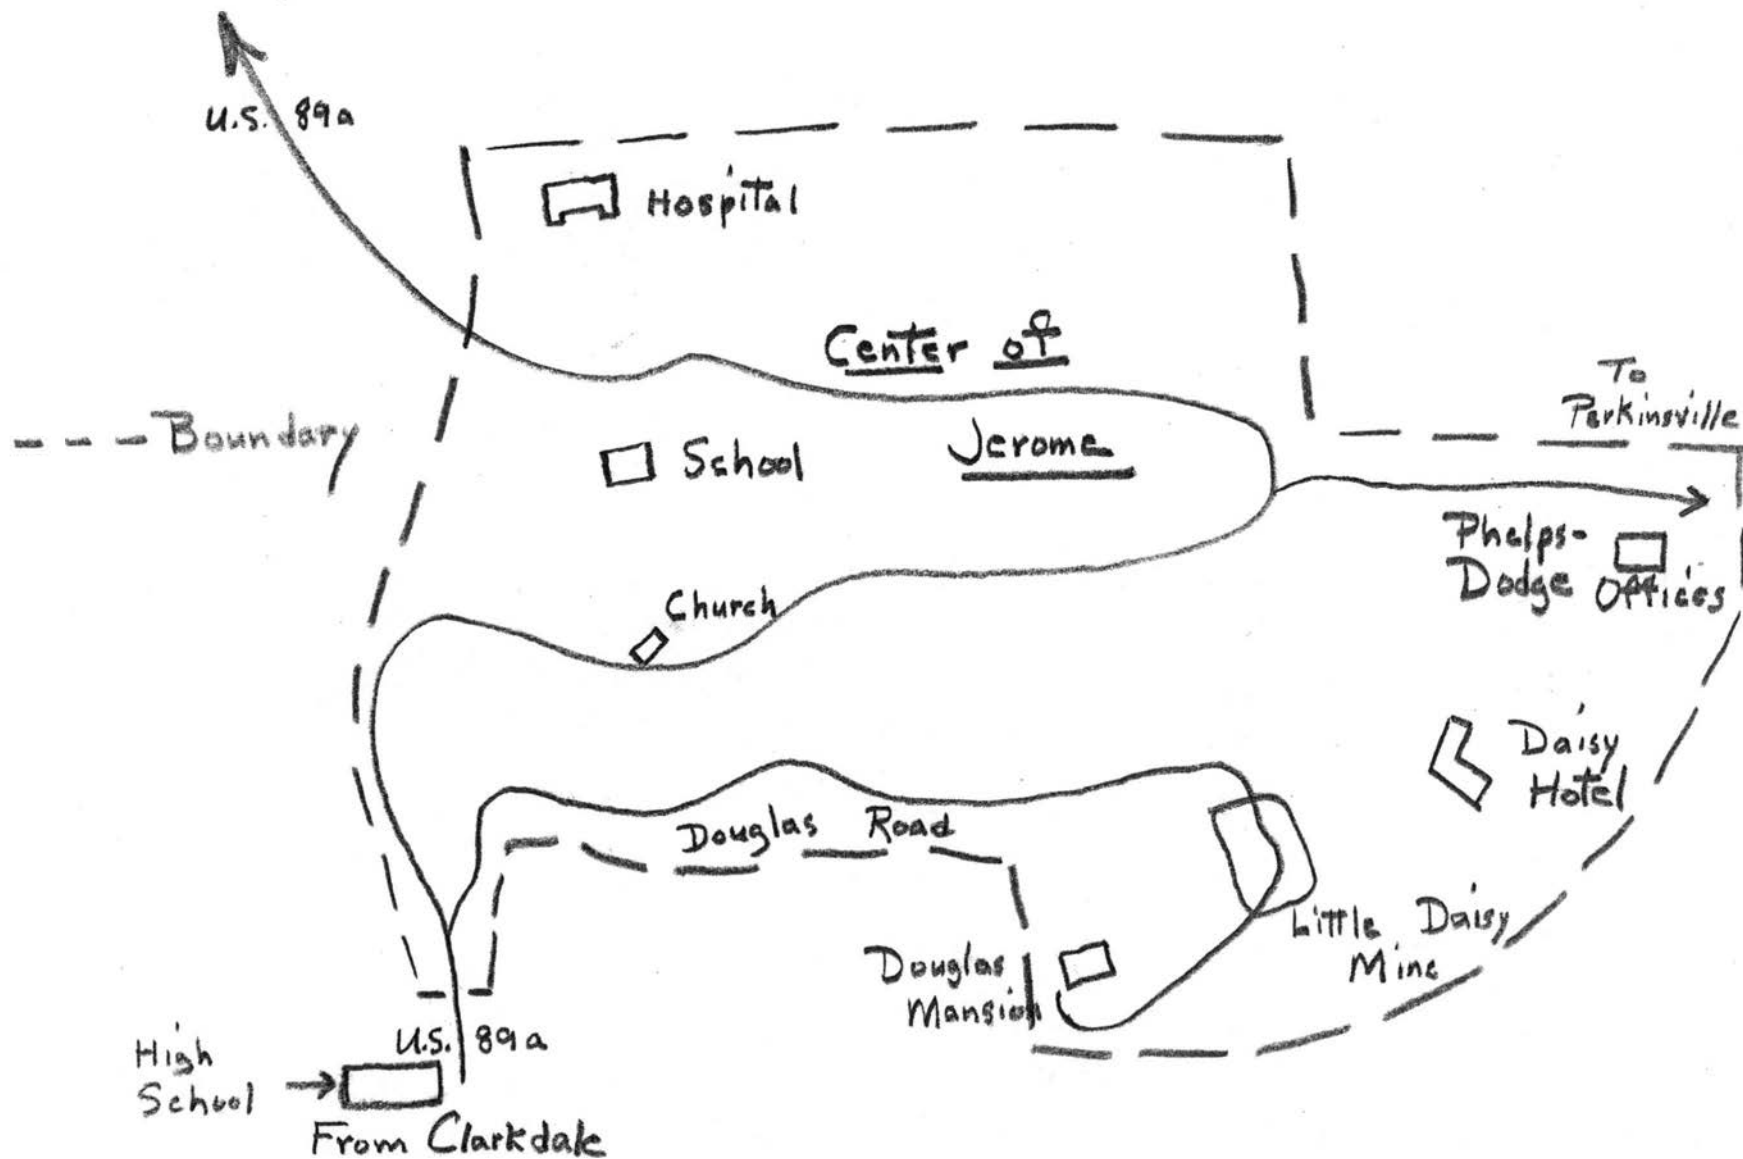 U.S. 89a
Hospital
Center of
Jerome
To
Perkinsville
--- Boundary
School
Phelps-
Dodge Offices
Church
Daisy
Hotel
Douglas Road
Little Daisy
Mine
Douglas
Mansion
U.S. 89a
High
School
From Clarkdale